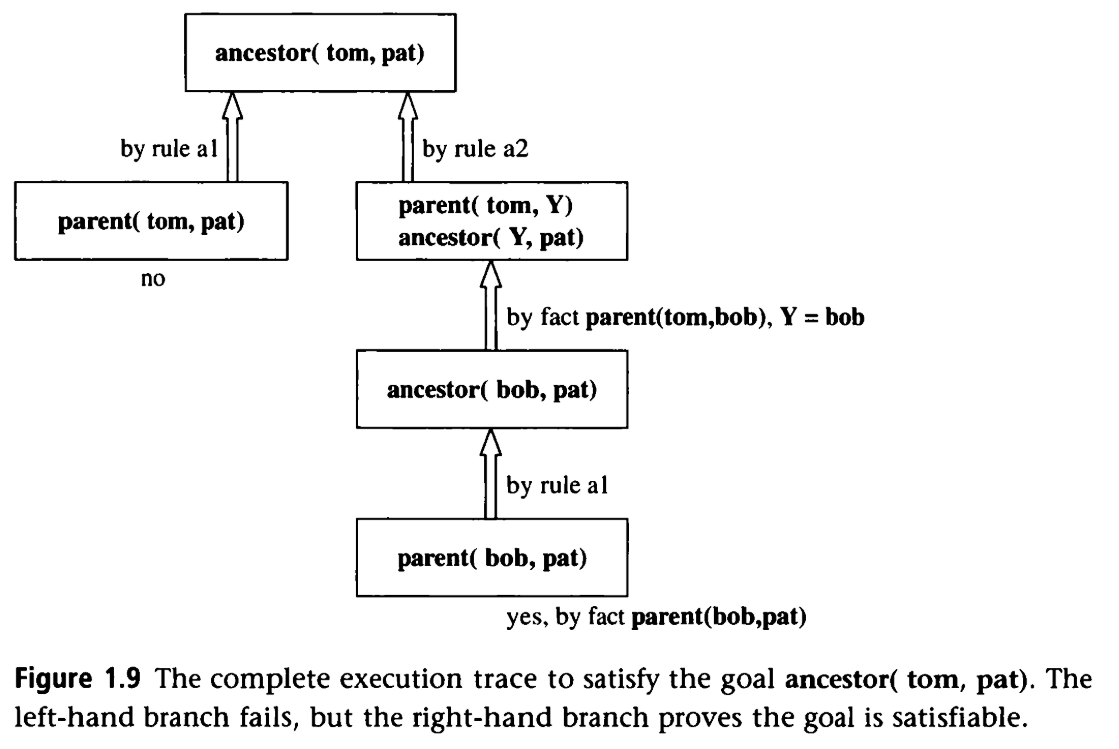 ancestor( tom, pat)
by rule a1
by rule a2
parent( tom, pat)
no
parent( tom, Y)
ancestor( Y, pat)
by fact parent(tom,bob), Y = bob
ancestor( bob, pat)
by rule a1
parent( bob, pat)
yes, by fact parent(bob,pat)
Figure 1.9 The complete execution trace to satisfy the goal ancestor( tom, pat). The
left-hand branch fails, but the right-hand branch proves the goal is satisfiable.